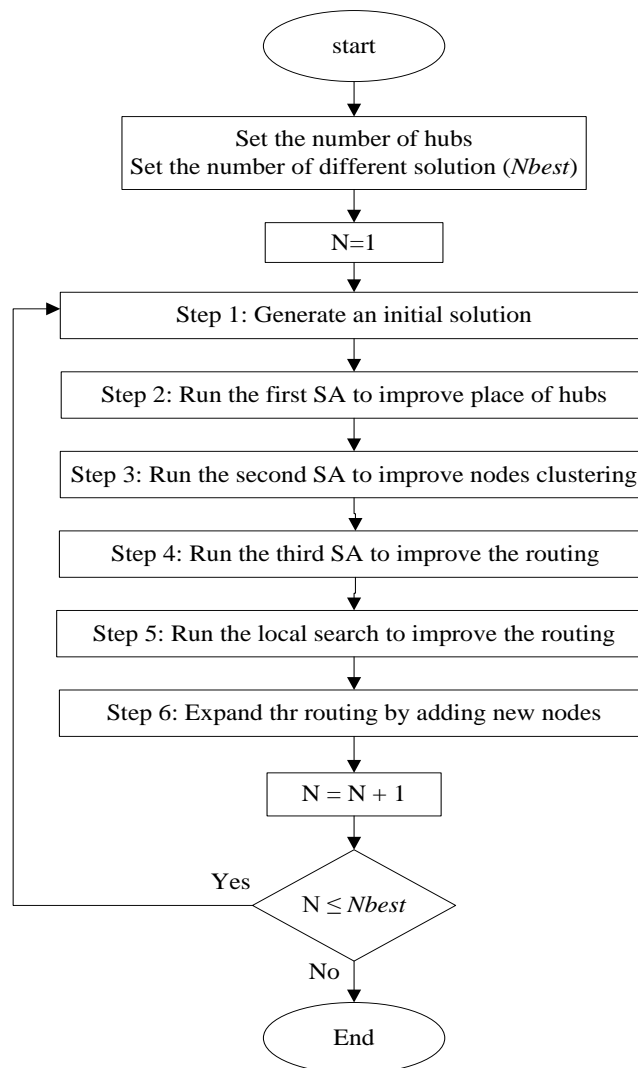 start
Set the number of hubs
Set the number of different solution (Nbest)
N=1
Step 1: Generate an initial solution
Step 2: Run the first SA to improve place of hubs
Step 3: Run the second SA to improve nodes clustering
Step 4: Run the third SA to improve the routing
Step 5: Run the local search to improve the routing
Step 6: Expand thr routing by adding new nodes
N = N + 1
Yes
N ≤ Nbest
No
End